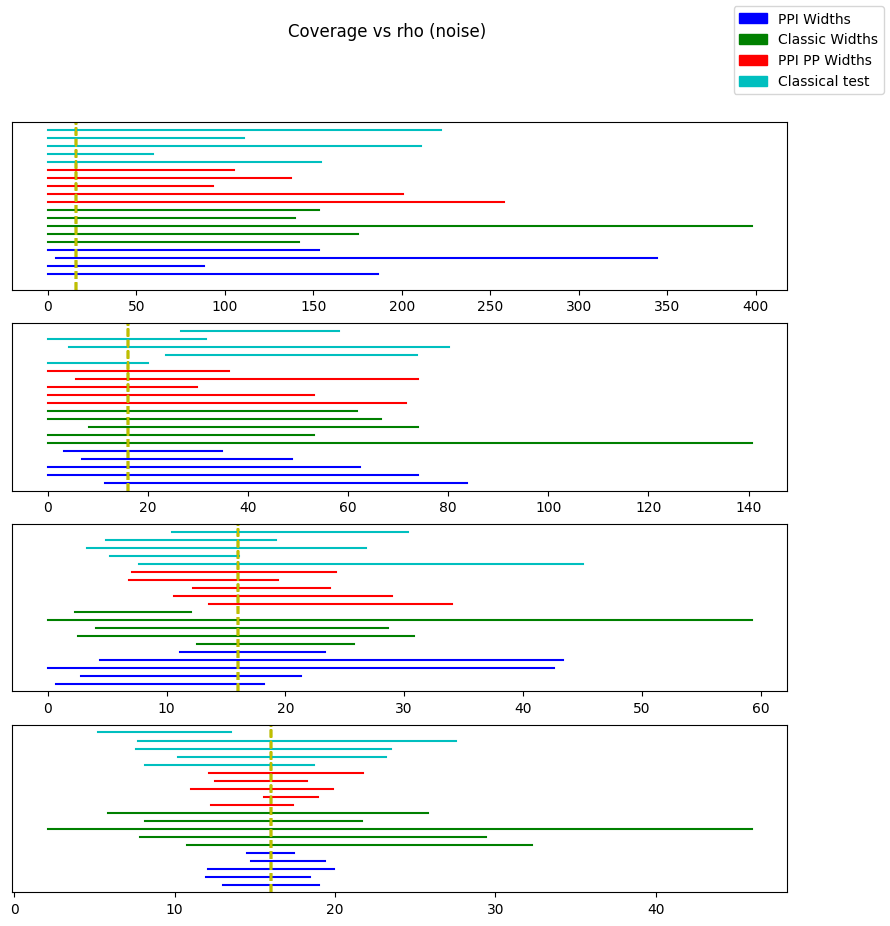 Coverage vs rho (noise)
PPI Widths
Classic Widths
PPI PP Widths
Classical test
0 50 100 150 200 250 300 350 400
0 20 40 60 80 100 120 140
0 10 20 30 40 50 60
0 10 20 30 40